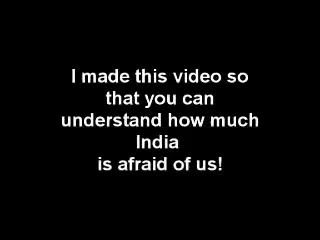 I made this video so
that you can
understand how much
India
is afraid of us!